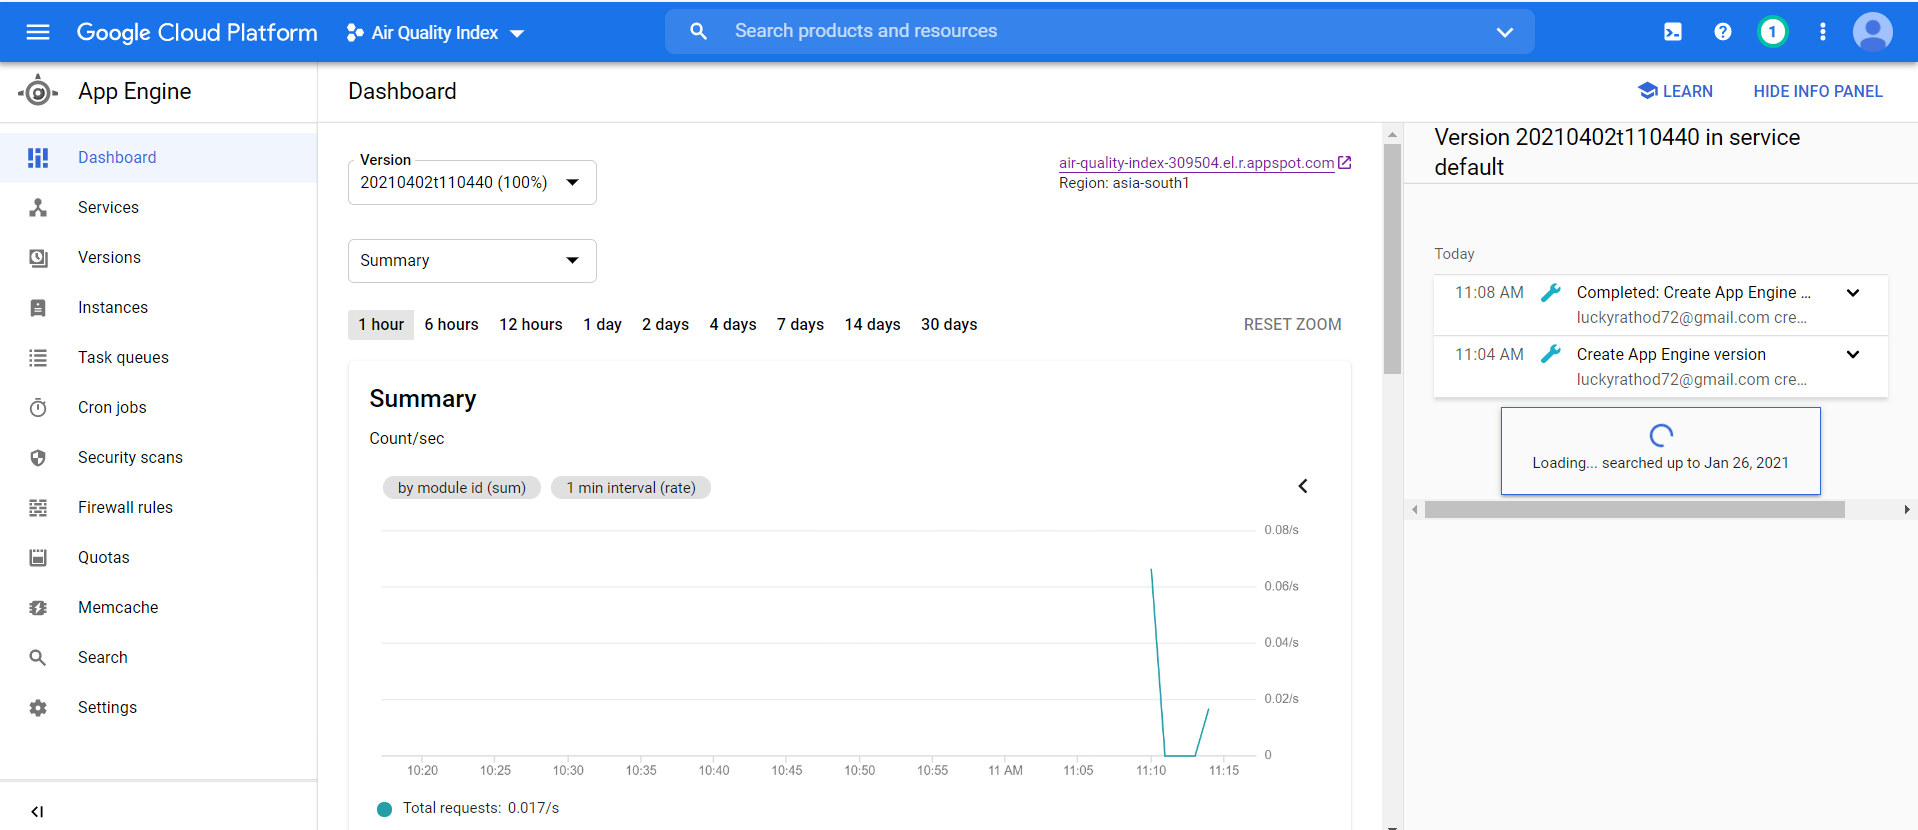 Google Cloud Platform
Air Quality Index
Search products and resources
1
App Engine
Dashboard
LEARN
HIDE INFO PANEL
Dashboard
Services
Versions
Instances
Task queues
Cron jobs
Security scans
Firewall rules
Quotas
Memcache
Search
Settings
Version
20210402t110440 (100%)
air-quality-index-309504.el.r.appspot.com
Region: asia-south1
Summary
1 hour 6 hours 12 hours 1 day 2 days 4 days 7 days 14 days 30 days
RESET ZOOM
Summary
Count/sec
by module id (sum) 1 min interval (rate)
0.08/s
0.06/s
0.04/s
0.02/s
0
10:20 10:25 10:30 10:35 10:40 10:45 10:50 10:55 11 AM 11:05 11:10 11:15
Total requests: 0.017/s
Version 20210402t110440 in service
default
Today
11:08 AM Completed: Create App Engine ...
luckyrathod72@gmail.com cre...
11:04 AM Create App Engine version
luckyrathod72@gmail.com cre...
Loading... searched up to Jan 26, 2021